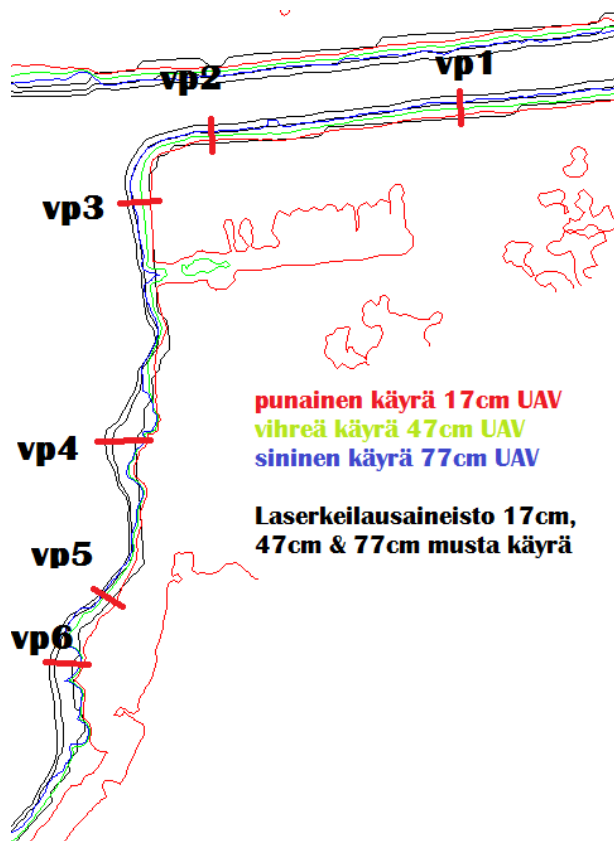 vp1
vp2
vp3
punainen käyrä 17cm UAV
vihreä käyrä 47cm UAV
sininen käyrä 77cm UAV
vp4
Laserkeilausaineisto 17cm,
47cm & 77cm musta käyrä
vp5
vp6